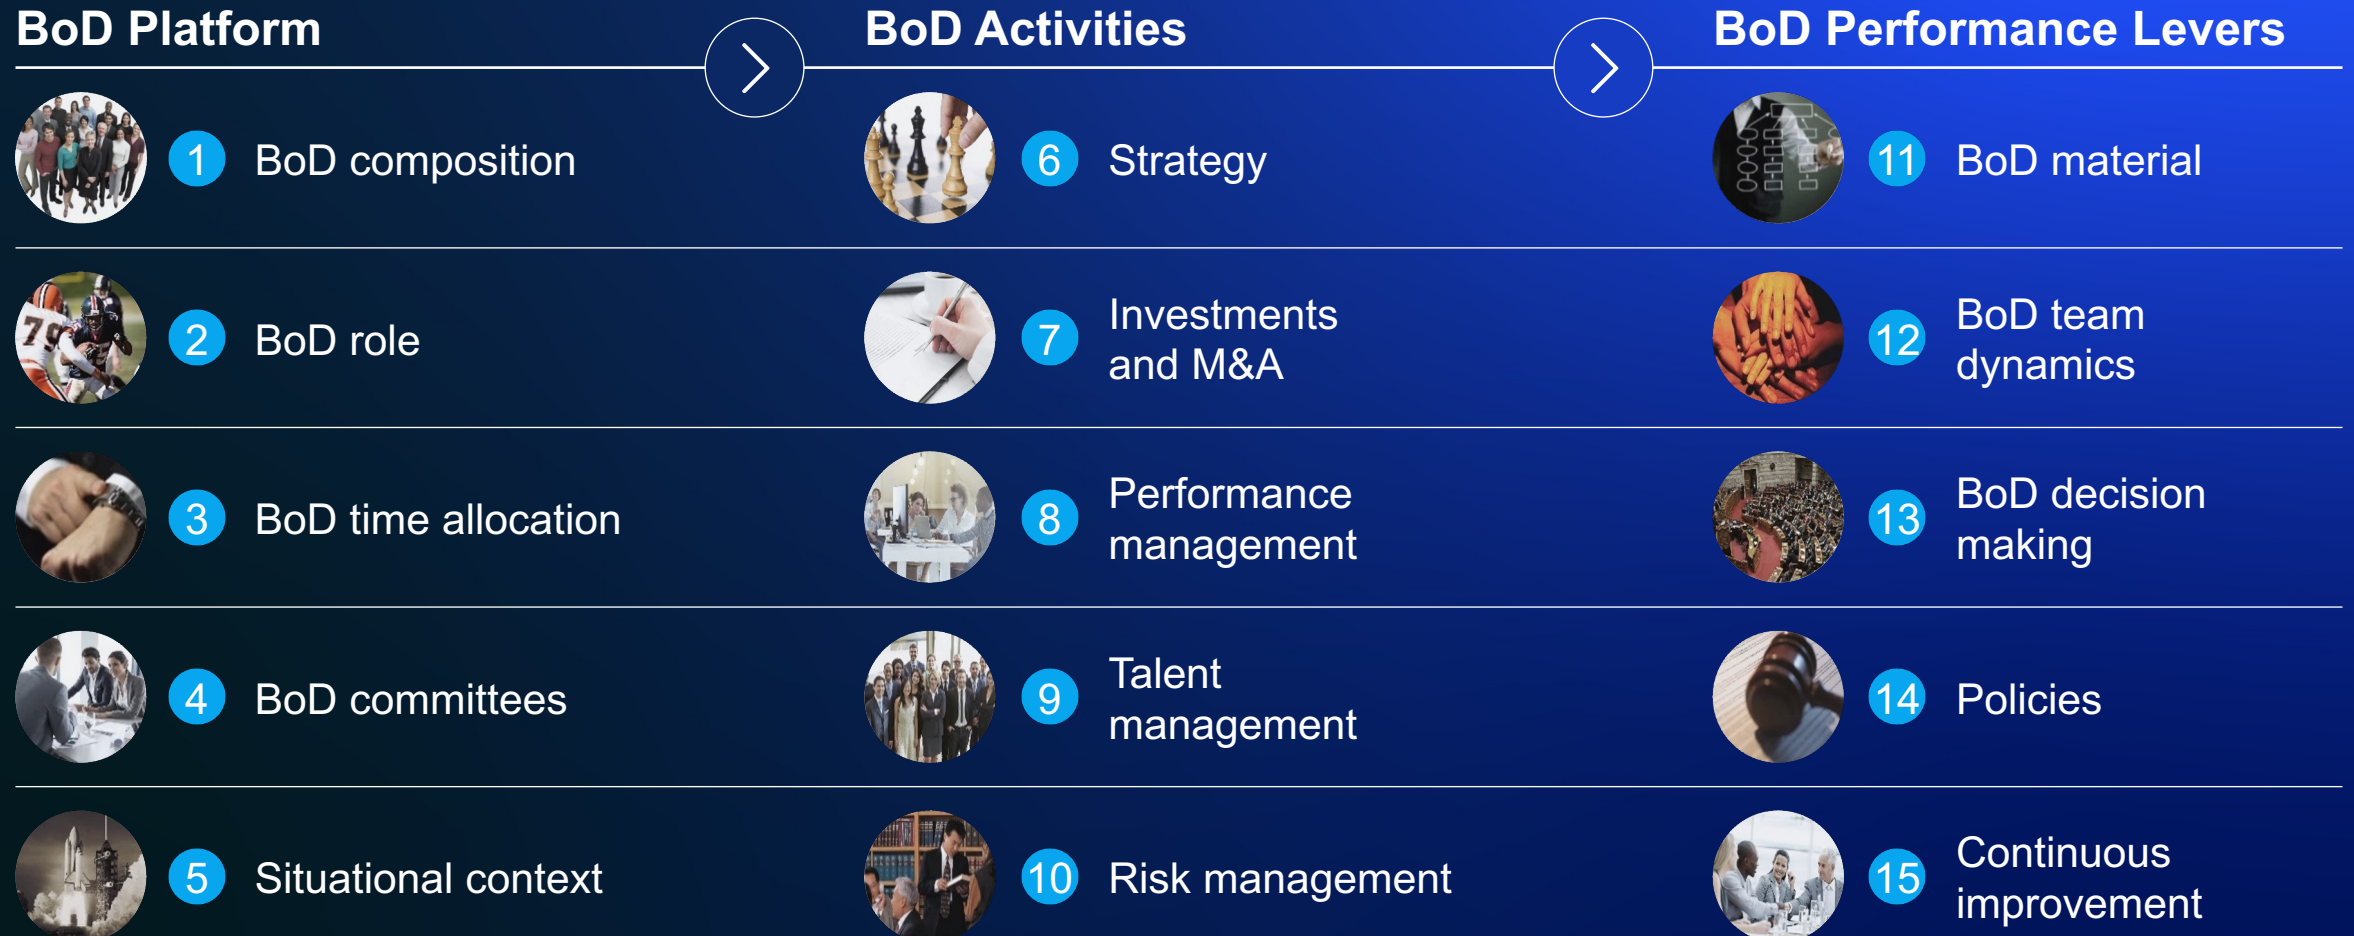 BoD Platform
1 BoD composition
2 BoD role
3 BoD time allocation
4 BoD committees
5 Situational context
BoD Activities
6 Strategy
7 Investments
and M&A
8 Performance
management
9 Talent
management
10 Risk management
BoD Performance Levers
11 BoD material
12 BoD team
dynamics
13 BoD decision
making
14 Policies
15 Continuous
improvement